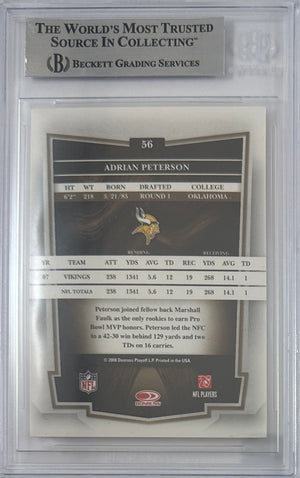 THE WORLD'S MOST TRUSTED
SOURCE IN COLLECTING™
BECKETT GRADING SERVICES
56
ADRIAN PETERSON
HT WT BORN DRAFTED COLLEGE
6'2" 218 3/21/85 ROUND 1 OKLAHOMA
RUSHING RECEIVING
YR TEAM ATT YDS AVG TD REC YDS AVG TD
07 VIKINGS 238 1341 5.6 12 19 268 14.1 1
NFL TOTALS 238 1341 5.6 12 19 268 14.1 1
Peterson joined fellow back Marshall
Faulk as the only rookies to earn Pro
Bowl MVP honors. Peterson led the NFC
to a 42-30 win behind 129 yards and two
TDs on 16 carries.
© 2008 Donruss Playoff L.P. Printed in the USA
NFL
DONRUSS
NFL PLAYERS